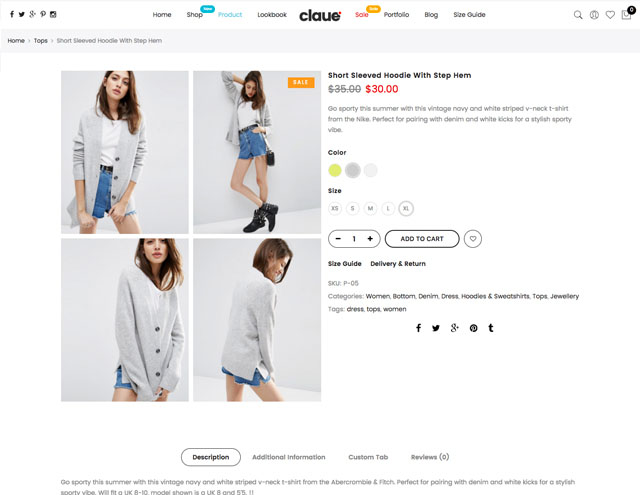 New
Sale
0
Home Shop Product Lookbook claue Sale Portfolio Blog Size Guide
Home > Tops > Short Sleeved Hoodie With Step Hem
SALE
Short Sleeved Hoodie With Step Hem
$35.00 $30.00
Go sporty this summer with this vintage navy and white striped v-neck t-shirt
from the Nike. Perfect for pairing with denim and white kicks for a stylish sporty
vibe.
Color
Size
XS S M L XL
− 1 + ADD TO CART
Size Guide Delivery & Return
SKU: P-05
Categories: Women, Bottom, Denim, Dress, Hoodies & Sweatshirts, Tops, Jewellery
Tags: dress, tops, women
Description Additional Information Custom Tab Reviews (0)
Go sporty this summer with this vintage navy and white striped v-neck t-shirt from the Abercrombie & Fitch. Perfect for pairing with denim and white kicks for a stylish
sporty vibe. Will fit a UK 8-10, model shown is a UK 8 and 5'5. !!